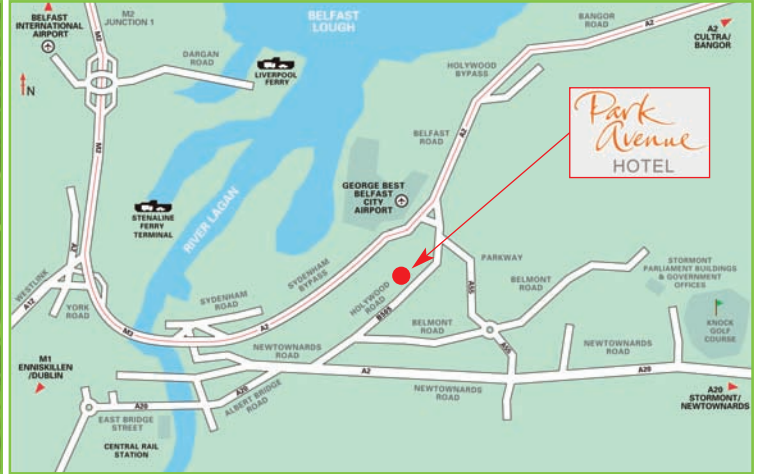 BELFAST
INTERNATIONAL
AIRPORT
M2
JUNCTION 1
M2
DARGAN
ROAD
LIVERPOOL
FERRY
BELFAST
LOUGH
BANGOR
ROAD
A2
A2
CULTRA/
BANGOR
HOLYWOOD
BYPASS
N
M2
BELFAST
ROAD
A2
Park
Avenue
HOTEL
GEORGE BEST
BELFAST
CITY
AIRPORT
STENALINE
FERRY
TERMINAL
RIVER LAGAN
SYDENHAM
BYPASS
PARKWAY
A55
BELMONT
ROAD
STORMONT
PARLIAMENT BUILDINGS
& GOVERNMENT
OFFICES
WESTLINK
A12
A2
YORK
ROAD
SYDENHAM
ROAD
HOLYWOOD
ROAD
B505
KNOCK
GOLF
COURSE
M3
A2
BELMONT
ROAD
A55
M1
ENNISKILLEN
/DUBLIN
NEWTOWNARDS
ROAD
NEWTOWNARDS
ROAD
A2
A20
A20
ALBERT BRIDGE
ROAD
NEWTOWNARDS
ROAD
A20
STORMONT/
NEWTOWNARDS
A20
EAST BRIDGE
STREET
CENTRAL RAIL
STATION